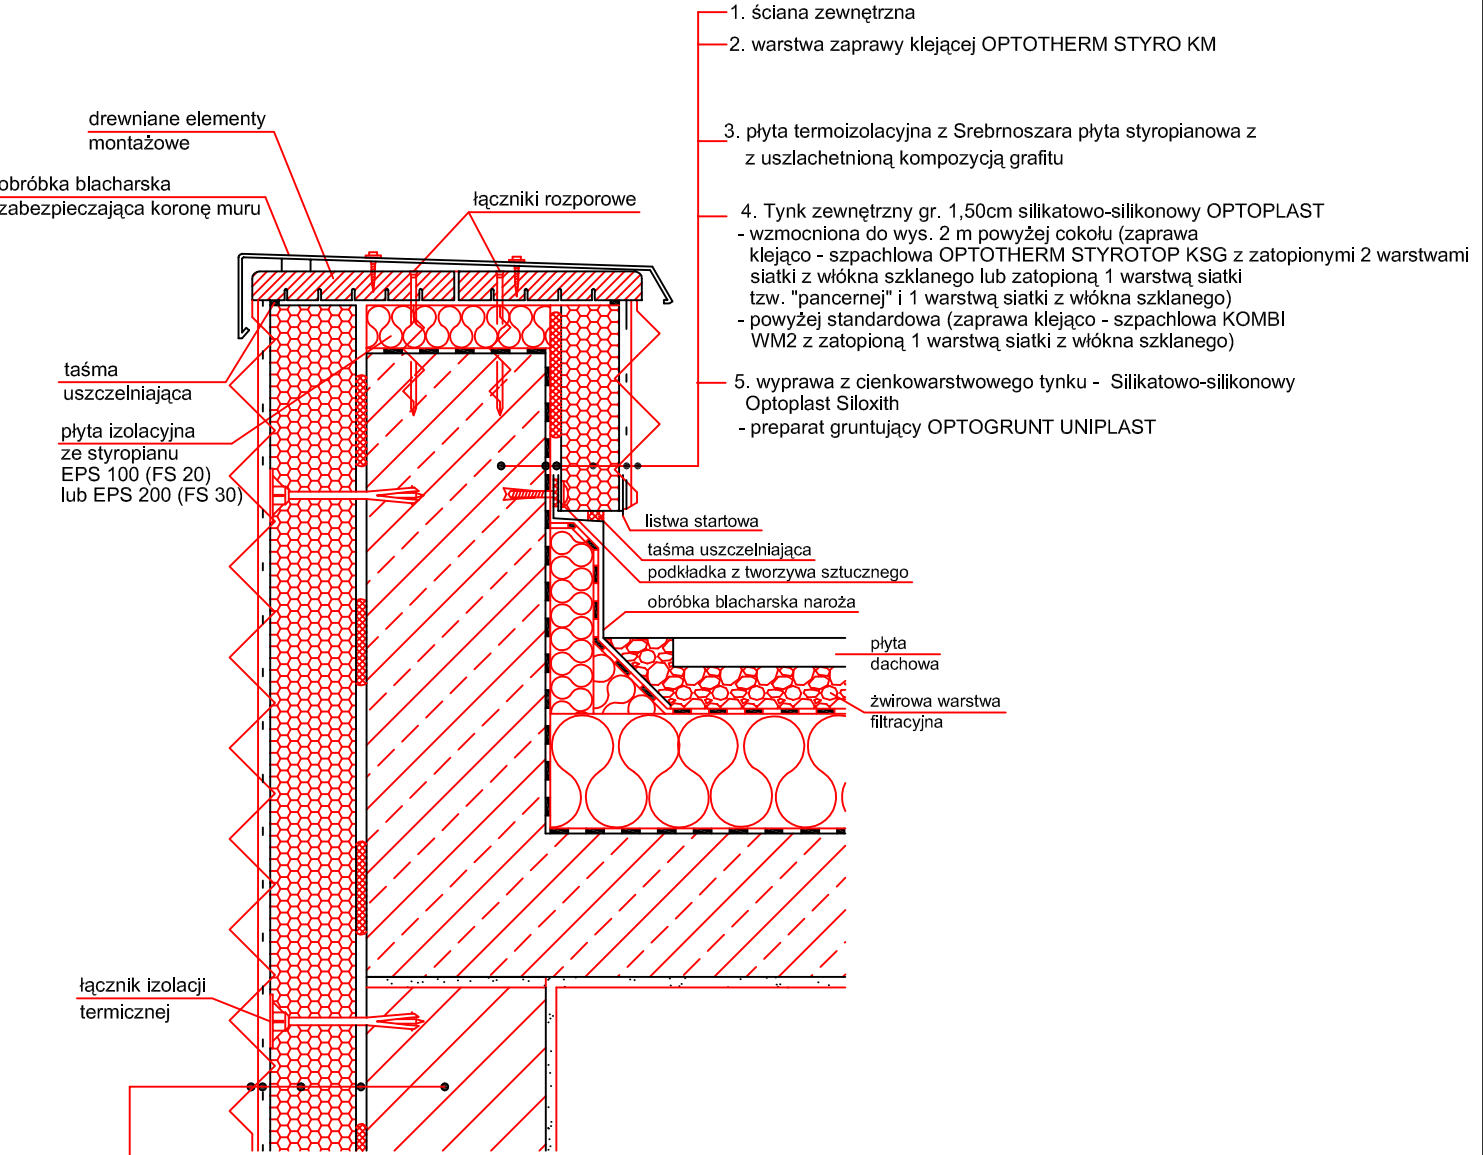 1. ściana zewnętrzna
2. warstwa zaprawy klejącej OPTOTHERM STYRO KM
3. płyta termoizolacyjna z Srebrnoszara płyta styropianowa z
z uszlachetnioną kompozycją grafitu
4. Tynk zewnętrzny gr. 1,50cm silikatowo-silikonowy OPTOPLAST
- wzmocniona do wys. 2 m powyżej cokołu (zaprawa
klejąco - szpachlowa OPTOTHERM STYROTOP KSG z zatopionymi 2 warstwami
siatki z włókna szklanego lub zatopioną 1 warstwą siatki
tzw. "pancernej" i 1 warstwą siatki z włókna szklanego)
- powyżej standardowa (zaprawa klejąco - szpachlowa KOMBI
WM2 z zatopioną 1 warstwą siatki z włókna szklanego)
5. wyprawa z cienkowarstwowego tynku - Silikatowo-silikonowy
Optoplast Siloxith
- preparat gruntujący OPTOGRUNT UNIPLAST
drewniane elementy
montażowe
obróbka blacharska
zabezpieczająca koronę muru
łączniki rozporowe
taśma
uszczelniająca
płyta izolacyjna
ze styropianu
EPS 100 (FS 20)
lub EPS 200 (FS 30)
listwa startowa
taśma uszczelniająca
podkładka z tworzywa sztucznego
obróbka blacharska naroża
płyta
dachowa
żwirowa warstwa
filtracyjna
łącznik izolacji
termicznej